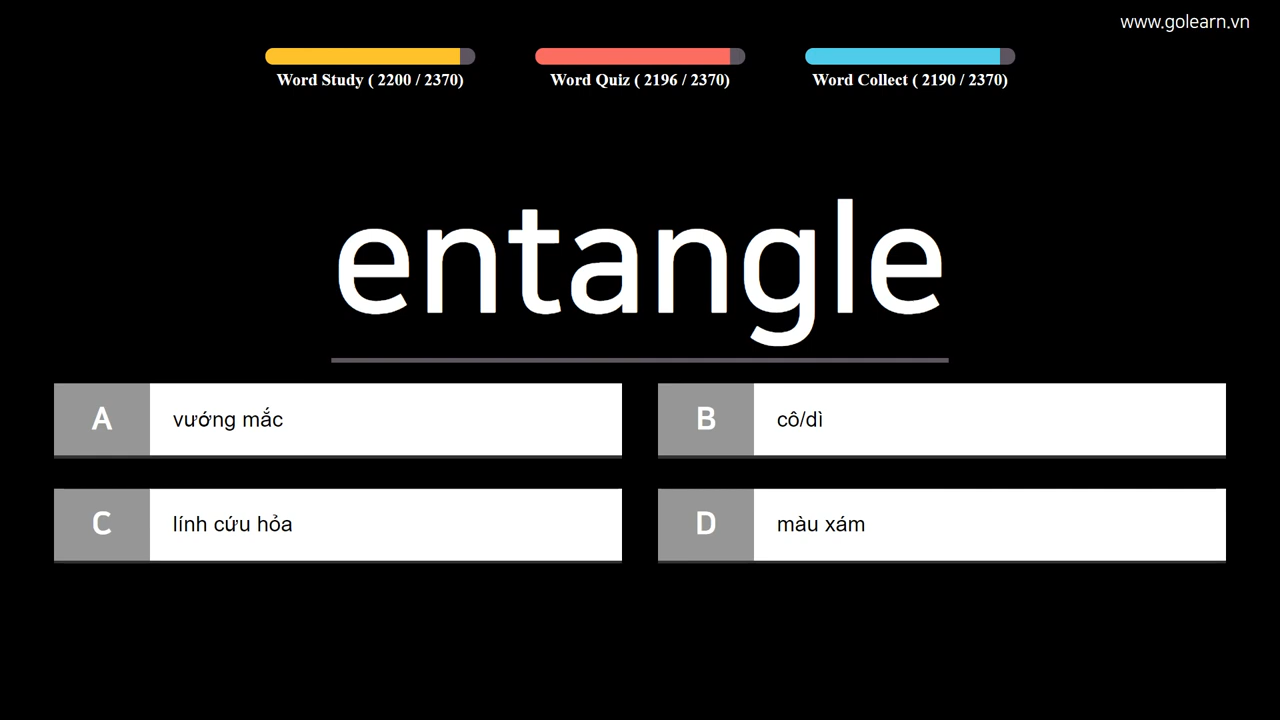 www.golearn.vn
Word Study ( 2200 / 2370)
Word Quiz ( 2196 / 2370)
Word Collect ( 2190 / 2370)
entangle
A vướng mắc
B cô/dì
C lính cứu hỏa
D màu xám